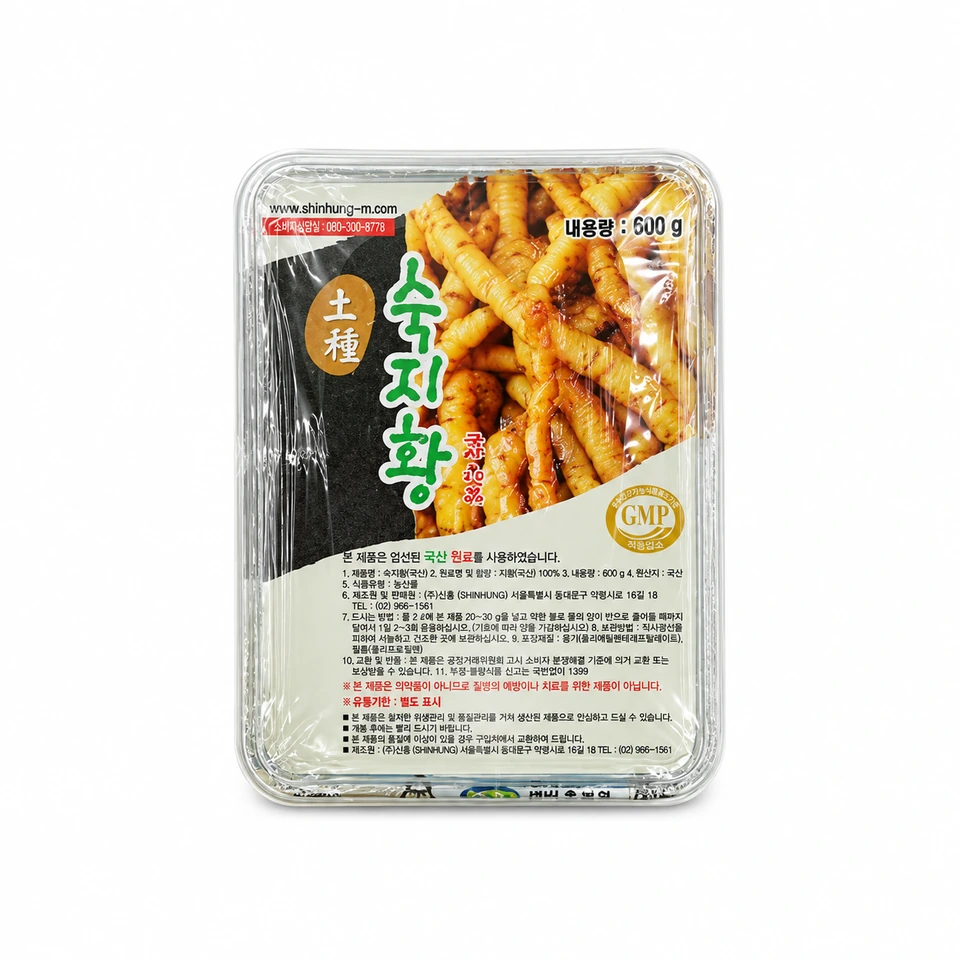 www.shinhung-m.com
소비자상담실 : 080-300-8778
내용량 : 600 g
土種
숙지황
국산 100%
GMP
적용업소
본 제품은 엄선된 국산 원료를 사용하였습니다.
1. 제품명 : 숙지황(국산) 2. 원료명 및 함량 : 지황(국산) 100% 3. 내용량 : 600 g 4. 원산지 : 국산
5. 식품유형 : 농산물
6. 제조원 및 판매원 : (주)신흥 (SHINHUNG) 서울특별시 동대문구 약령시로 16길 18
TEL : (02) 966-1561
7. 드시는 방법 : 물 2ℓ에 본 제품 20~30 g을 넣고 약한 불로 물의 양이 반으로 줄어들 때까지
달여서 1일 2~3회 음용하십시오. (기호에 따라 양을 가감하십시오) 8. 보관방법 : 직사광선을
피하여 서늘하고 건조한 곳에 보관하십시오. 9. 포장재질 : 용기(폴리에틸렌테레프탈레이트),
필름(폴리프로필렌)
10. 교환 및 반품 : 본 제품은 공정거래위원회 고시 소비자 분쟁해결 기준에 의거 교환 또는
보상받을 수 있습니다. 11. 부정·불량식품 신고는 국번없이 1399
※ 본 제품은 의약품이 아니므로 질병의 예방이나 치료를 위한 제품이 아닙니다.
※ 유통기한 : 별도 표시
■ 본 제품은 철저한 위생관리 및 품질관리를 거쳐 생산된 제품으로 안심하고 드실 수 있습니다.
■ 개봉 후에는 빨리 드시기 바랍니다.
■ 본 제품의 품질에 이상이 있을 경우 구입처에서 교환하여 드립니다.
■ 제조원 : (주)신흥 (SHINHUNG) 서울특별시 동대문구 약령시로 16길 18 TEL : (02) 966-1561